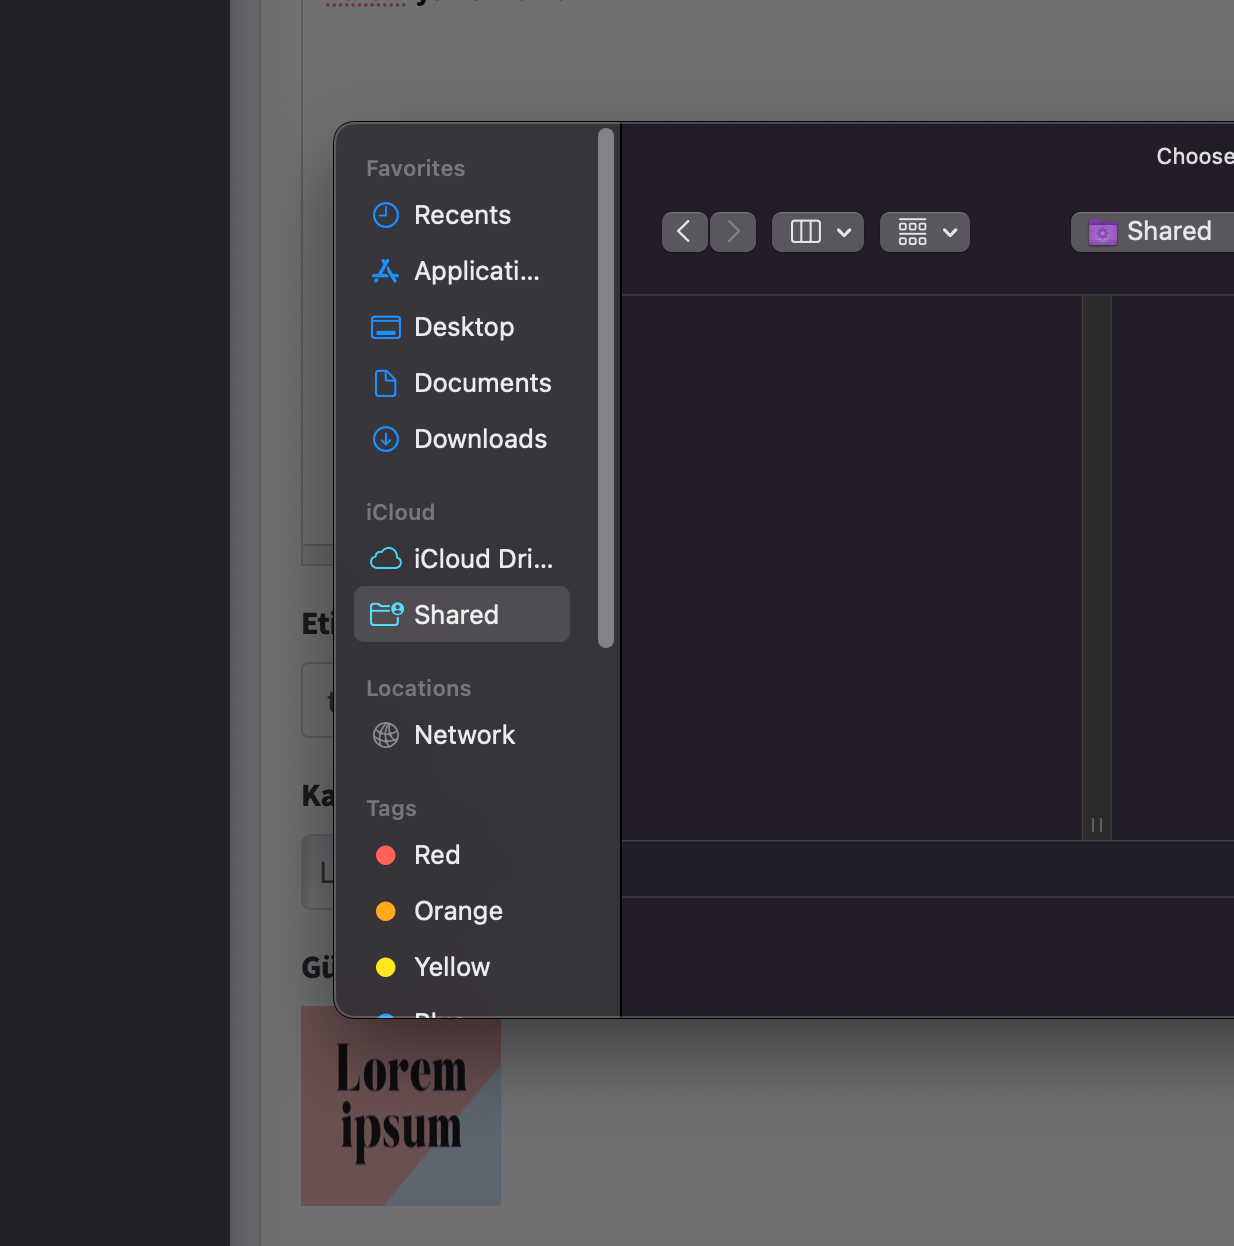 Choose
Favorites
Recents
Applicati...
Desktop
Documents
Downloads
iCloud
iCloud Dri...
Shared
Locations
Network
Tags
Red
Orange
Yellow
Shared
Eti
Ka
L
Gü
Lorem
ipsum